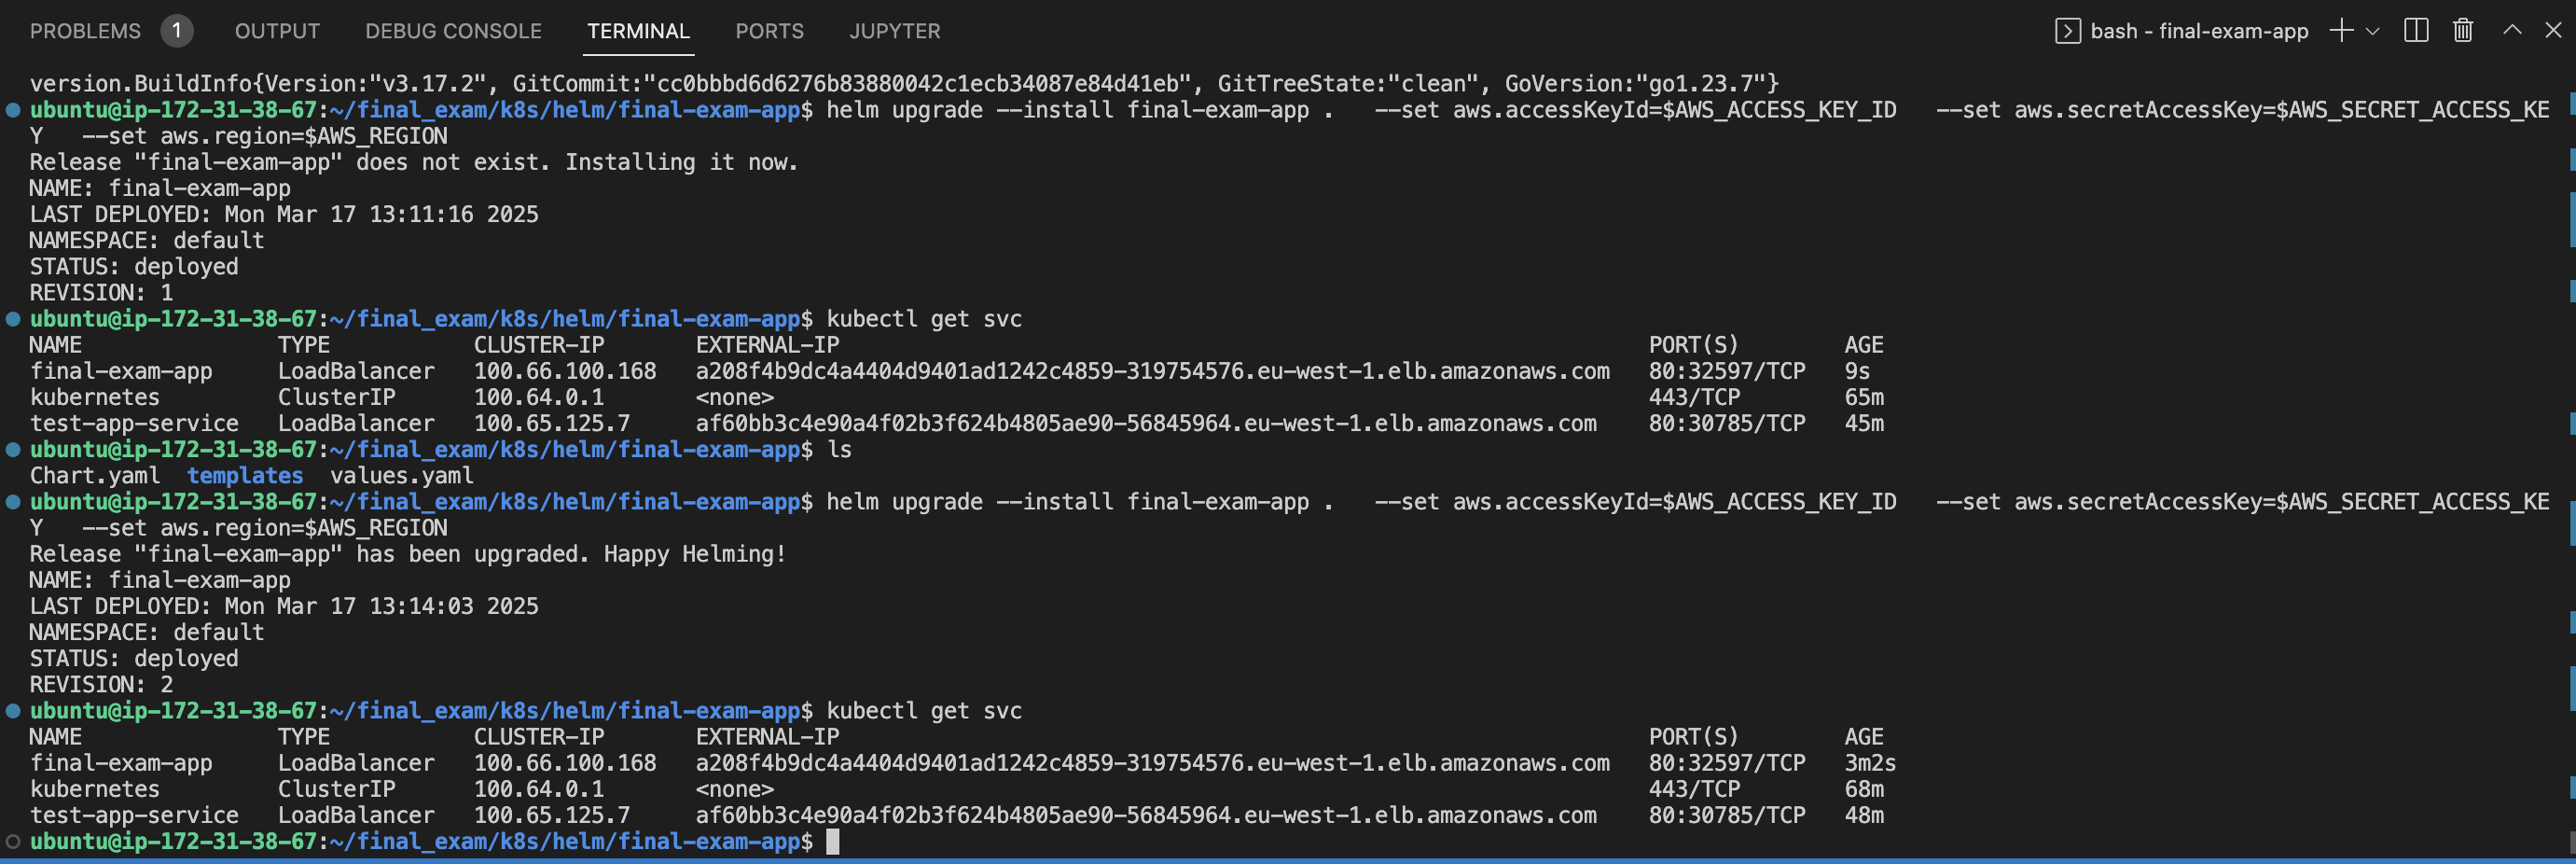 PROBLEMS 1 OUTPUT DEBUG CONSOLE TERMINAL PORTS JUPYTER bash - final-exam-app
version.BuildInfo{Version:"v3.17.2", GitCommit:"cc0bbbd6d6276b83880042c1ecb34087e84d41eb", GitTreeState:"clean", GoVersion:"go1.23.7"}
ubuntu@ip-172-31-38-67:~/final_exam/k8s/helm/final-exam-app$ helm upgrade --install final-exam-app .   --set aws.accessKeyId=$AWS_ACCESS_KEY_ID   --set aws.secretAccessKey=$AWS_SECRET_ACCESS_KE
Y   --set aws.region=$AWS_REGION
Release "final-exam-app" does not exist. Installing it now.
NAME: final-exam-app
LAST DEPLOYED: Mon Mar 17 13:11:16 2025
NAMESPACE: default
STATUS: deployed
REVISION: 1
ubuntu@ip-172-31-38-67:~/final_exam/k8s/helm/final-exam-app$ kubectl get svc
NAME               TYPE           CLUSTER-IP       EXTERNAL-IP                                                              PORT(S)        AGE
final-exam-app     LoadBalancer   100.66.100.168   a208f4b9dc4a4404d9401ad1242c4859-319754576.eu-west-1.elb.amazonaws.com   80:32597/TCP   9s
kubernetes         ClusterIP      100.64.0.1       <none>                                                                   443/TCP        65m
test-app-service   LoadBalancer   100.65.125.7     af60bb3c4e90a4f02b3f624b4805ae90-56845964.eu-west-1.elb.amazonaws.com    80:30785/TCP   45m
ubuntu@ip-172-31-38-67:~/final_exam/k8s/helm/final-exam-app$ ls
Chart.yaml  templates  values.yaml
ubuntu@ip-172-31-38-67:~/final_exam/k8s/helm/final-exam-app$ helm upgrade --install final-exam-app .   --set aws.accessKeyId=$AWS_ACCESS_KEY_ID   --set aws.secretAccessKey=$AWS_SECRET_ACCESS_KE
Y   --set aws.region=$AWS_REGION
Release "final-exam-app" has been upgraded. Happy Helming!
NAME: final-exam-app
LAST DEPLOYED: Mon Mar 17 13:14:03 2025
NAMESPACE: default
STATUS: deployed
REVISION: 2
ubuntu@ip-172-31-38-67:~/final_exam/k8s/helm/final-exam-app$ kubectl get svc
NAME               TYPE           CLUSTER-IP       EXTERNAL-IP                                                              PORT(S)        AGE
final-exam-app     LoadBalancer   100.66.100.168   a208f4b9dc4a4404d9401ad1242c4859-319754576.eu-west-1.elb.amazonaws.com   80:32597/TCP   3m2s
kubernetes         ClusterIP      100.64.0.1       <none>                                                                   443/TCP        68m
test-app-service   LoadBalancer   100.65.125.7     af60bb3c4e90a4f02b3f624b4805ae90-56845964.eu-west-1.elb.amazonaws.com    80:30785/TCP   48m
ubuntu@ip-172-31-38-67:~/final_exam/k8s/helm/final-exam-app$